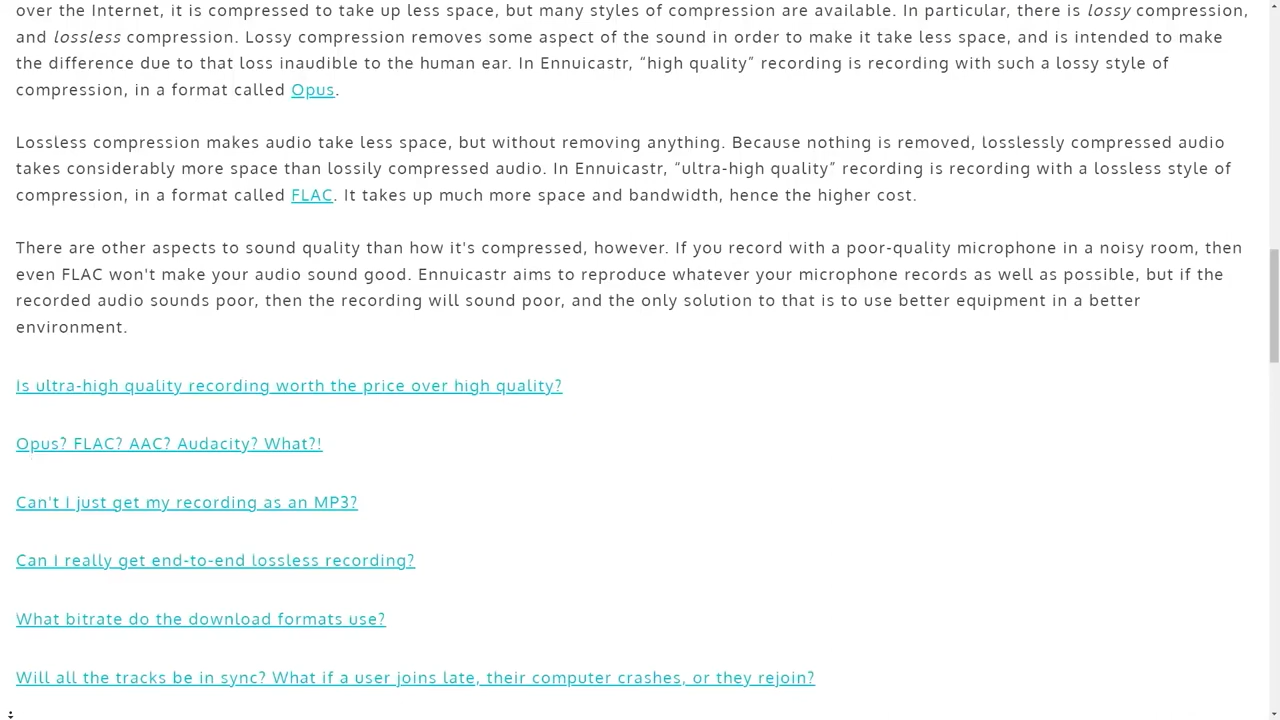 over the Internet, it is compressed to take up less space, but many styles of compression are available. In particular, there is lossy compression,
and lossless compression. Lossy compression removes some aspect of the sound in order to make it take less space, and is intended to make
the difference due to that loss inaudible to the human ear. In Ennuicastr, “high quality” recording is recording with such a lossy style of
compression, in a format called Opus.
Lossless compression makes audio take less space, but without removing anything. Because nothing is removed, losslessly compressed audio
takes considerably more space than lossily compressed audio. In Ennuicastr, “ultra-high quality” recording is recording with a lossless style of
compression, in a format called FLAC. It takes up much more space and bandwidth, hence the higher cost.
There are other aspects to sound quality than how it's compressed, however. If you record with a poor-quality microphone in a noisy room, then
even FLAC won't make your audio sound good. Ennuicastr aims to reproduce whatever your microphone records as well as possible, but if the
recorded audio sounds poor, then the recording will sound poor, and the only solution to that is to use better equipment in a better
environment.
Is ultra-high quality recording worth the price over high quality?
Opus? FLAC? AAC? Audacity? What?!
Can't I just get my recording as an MP3?
Can I really get end-to-end lossless recording?
What bitrate do the download formats use?
Will all the tracks be in sync? What if a user joins late, their computer crashes, or they rejoin?